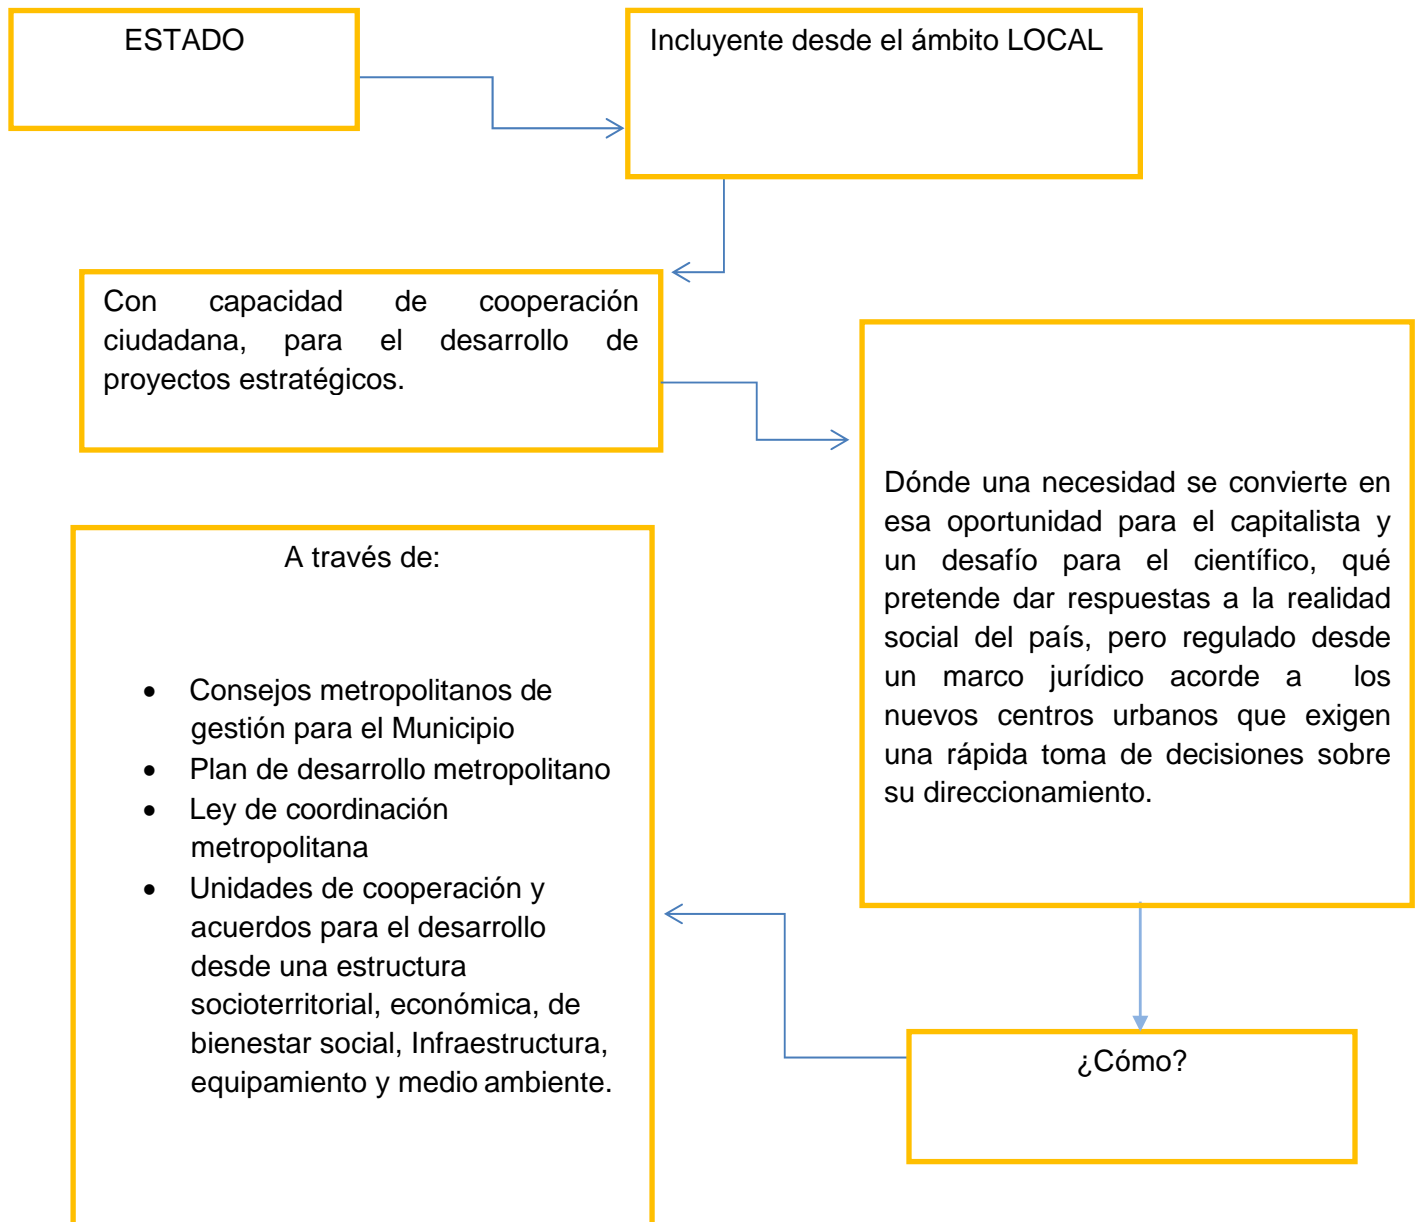 ESTADO
Incluyente desde el ámbito LOCAL
Con capacidad de cooperación
ciudadana, para el desarrollo de
proyectos estratégicos.
Dónde una necesidad se convierte en
esa oportunidad para el capitalista y
un desafío para el científico, qué
pretende dar respuestas a la realidad
social del país, pero regulado desde
un marco jurídico acorde a los
nuevos centros urbanos que exigen
una rápida toma de decisiones sobre
su direccionamiento.
¿Cómo?
A través de:
• Consejos metropolitanos de
gestión para el Municipio
• Plan de desarrollo metropolitano
• Ley de coordinación
metropolitana
• Unidades de cooperación y
acuerdos para el desarrollo
desde una estructura
socioterritorial, económica, de
bienestar social, Infraestructura,
equipamiento y medio ambiente.